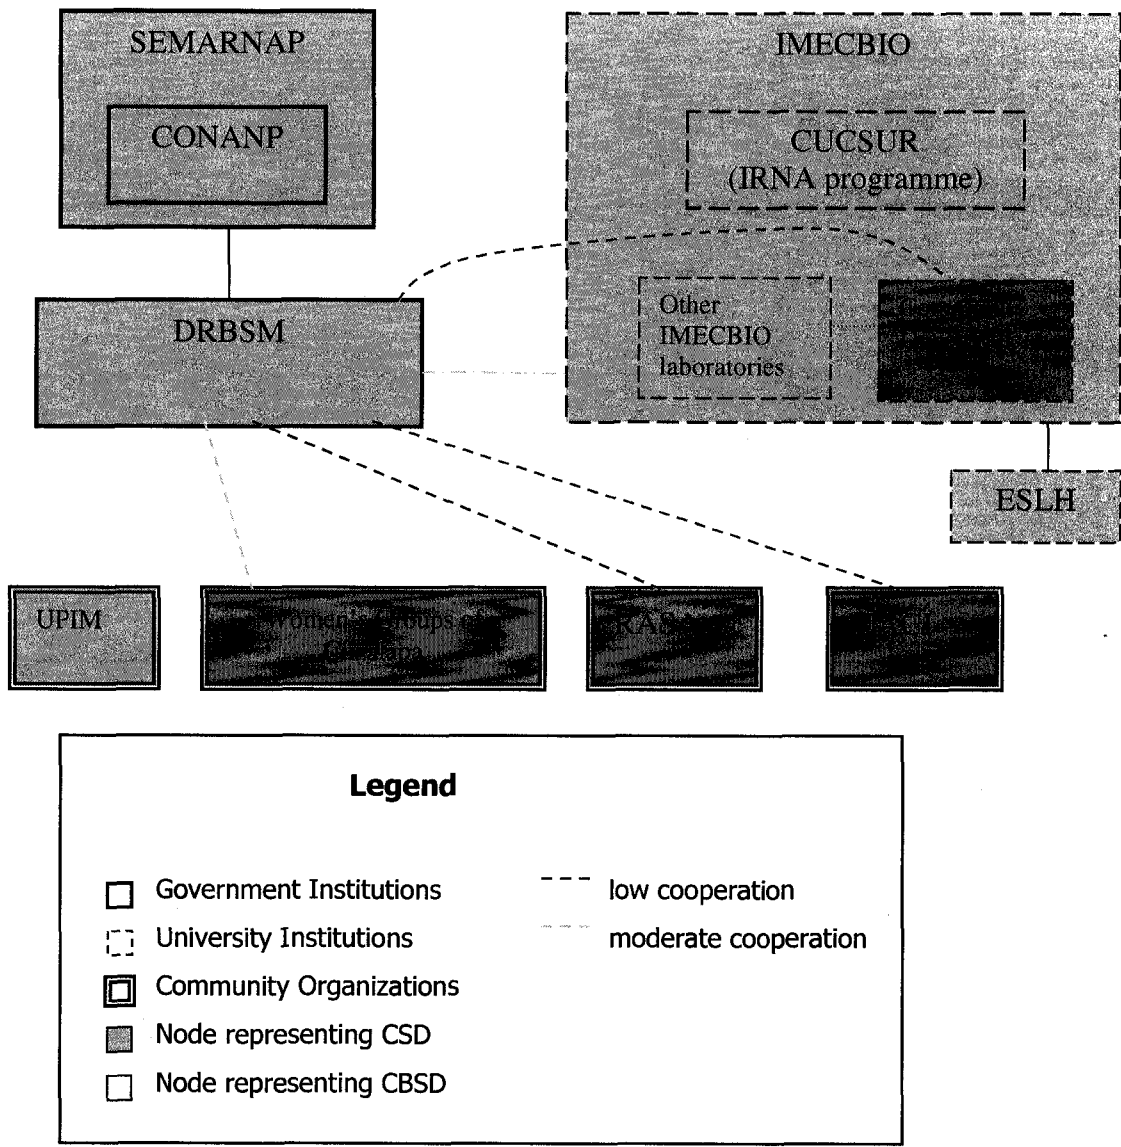 SEMARNAP
CONANP
IMECBIO
CUCSUR
(IRNA programme)
DRBSM
Other
IMECBIO
laboratories
ESLH
UPIM
RAS
Legend
Government Institutions
University Institutions
Community Organizations
Node representing CSD
Node representing CBSD
low cooperation
moderate cooperation